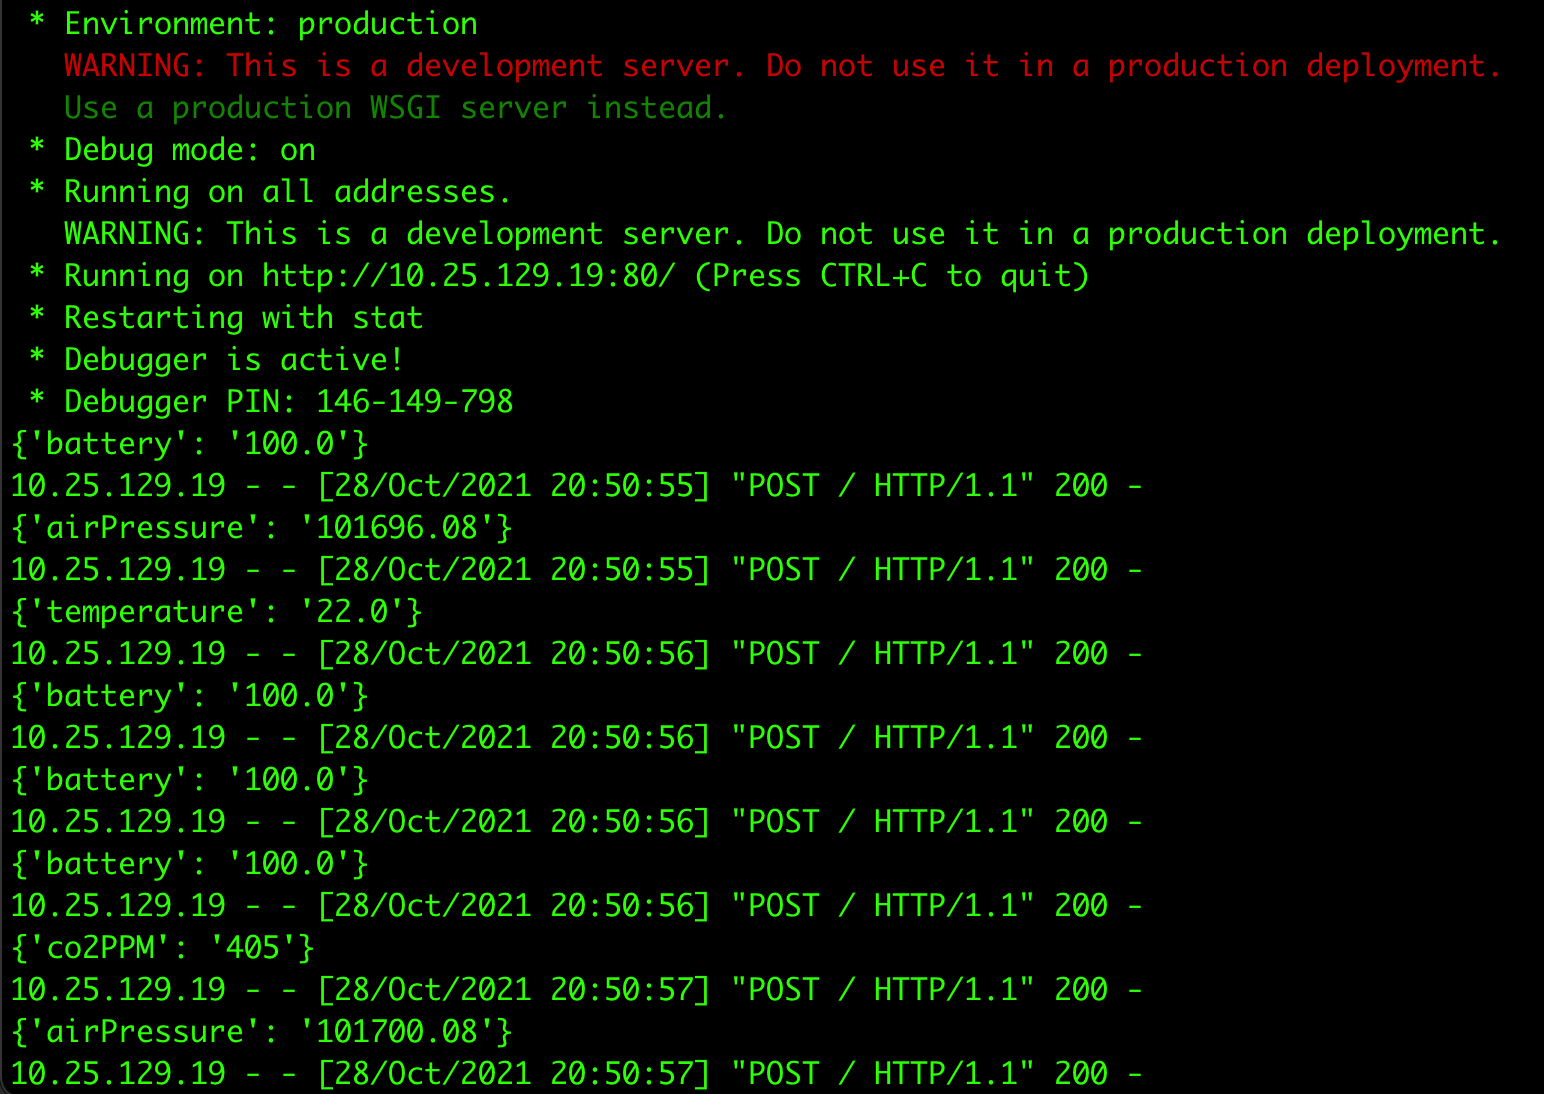 * Environment: production
WARNING: This is a development server. Do not use it in a production deployment.
Use a production WSGI server instead.
* Debug mode: on
* Running on all addresses.
WARNING: This is a development server. Do not use it in a production deployment.
* Running on http://10.25.129.19:80/ (Press CTRL+C to quit)
* Restarting with stat
* Debugger is active!
* Debugger PIN: 146-149-798
{'battery': '100.0'}
10.25.129.19 - - [28/Oct/2021 20:50:55] "POST / HTTP/1.1" 200 -
{'airPressure': '101696.08'}
10.25.129.19 - - [28/Oct/2021 20:50:55] "POST / HTTP/1.1" 200 -
{'temperature': '22.0'}
10.25.129.19 - - [28/Oct/2021 20:50:56] "POST / HTTP/1.1" 200 -
{'battery': '100.0'}
10.25.129.19 - - [28/Oct/2021 20:50:56] "POST / HTTP/1.1" 200 -
{'battery': '100.0'}
10.25.129.19 - - [28/Oct/2021 20:50:56] "POST / HTTP/1.1" 200 -
{'battery': '100.0'}
10.25.129.19 - - [28/Oct/2021 20:50:56] "POST / HTTP/1.1" 200 -
{'co2PPM': '405'}
10.25.129.19 - - [28/Oct/2021 20:50:57] "POST / HTTP/1.1" 200 -
{'airPressure': '101700.08'}
10.25.129.19 - - [28/Oct/2021 20:50:57] "POST / HTTP/1.1" 200 -